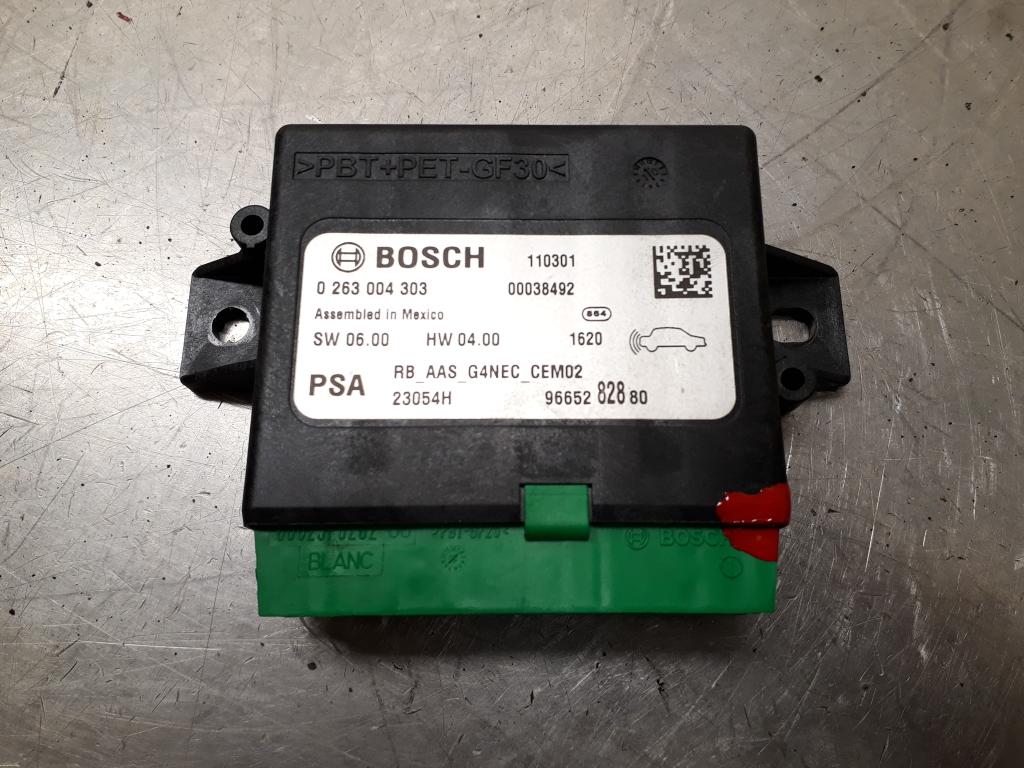 >PBT+PET-GF30<
BOSCH 110301
0 263 004 303 00038492
Assembled in Mexico 864
SW 06.00 HW 04.00 1620
PSA RB_AAS_G4NEC_CEM02
23054H 96652 828 80
BLANC
BOSCH